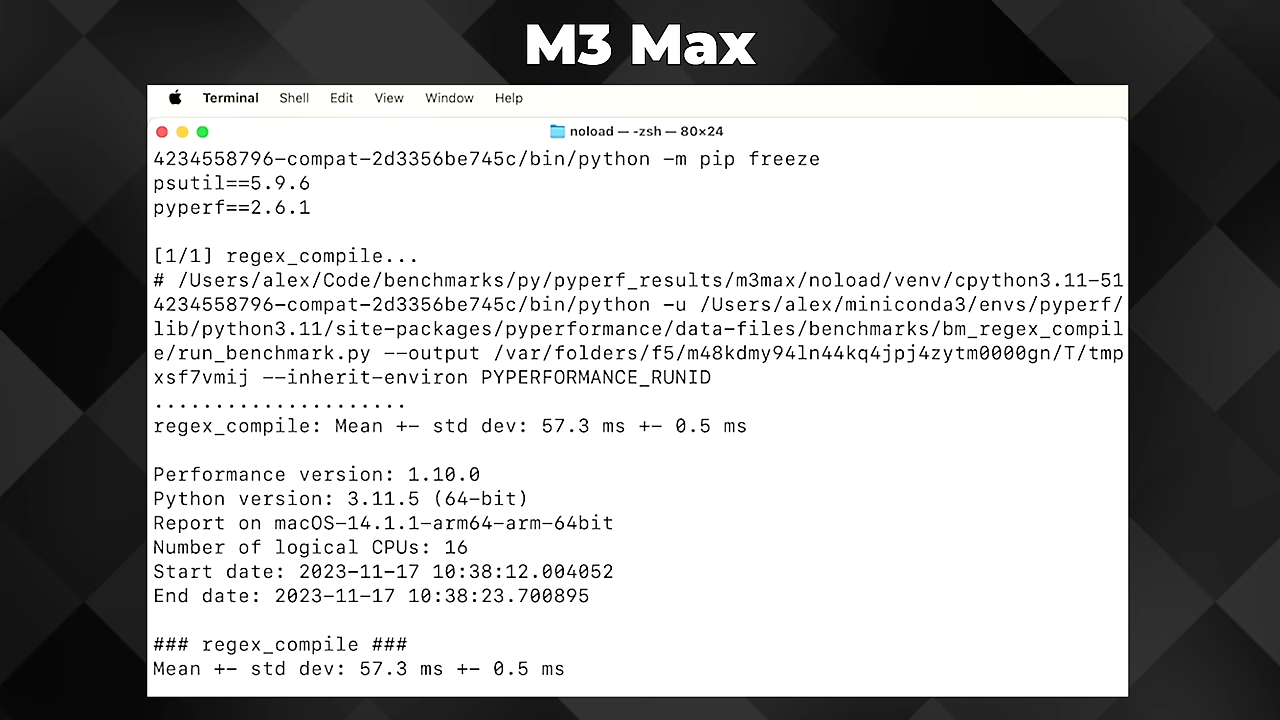 M3 Max
Terminal Shell Edit View Window Help
noload — -zsh — 80×24
4234558796-compat-2d3356be745c/bin/python -m pip freeze
psutil==5.9.6
pyperf==2.6.1
[1/1] regex_compile...
# /Users/alex/Code/benchmarks/py/pyperf_results/m3max/noload/venv/cpython3.11-51
4234558796-compat-2d3356be745c/bin/python -u /Users/alex/miniconda3/envs/pyperf/
lib/python3.11/site-packages/pyperformance/data-files/benchmarks/bm_regex_compil
e/run_benchmark.py --output /var/folders/f5/m48kdmy94ln44kq4jpj4zytm0000gn/T/tmp
xsf7vmij --inherit-environ PYPERFORMANCE_RUNID
.....................
regex_compile: Mean +- std dev: 57.3 ms +- 0.5 ms
Performance version: 1.10.0
Python version: 3.11.5 (64-bit)
Report on macOS-14.1.1-arm64-arm-64bit
Number of logical CPUs: 16
Start date: 2023-11-17 10:38:12.004052
End date: 2023-11-17 10:38:23.700895
### regex_compile ###
Mean +- std dev: 57.3 ms +- 0.5 ms